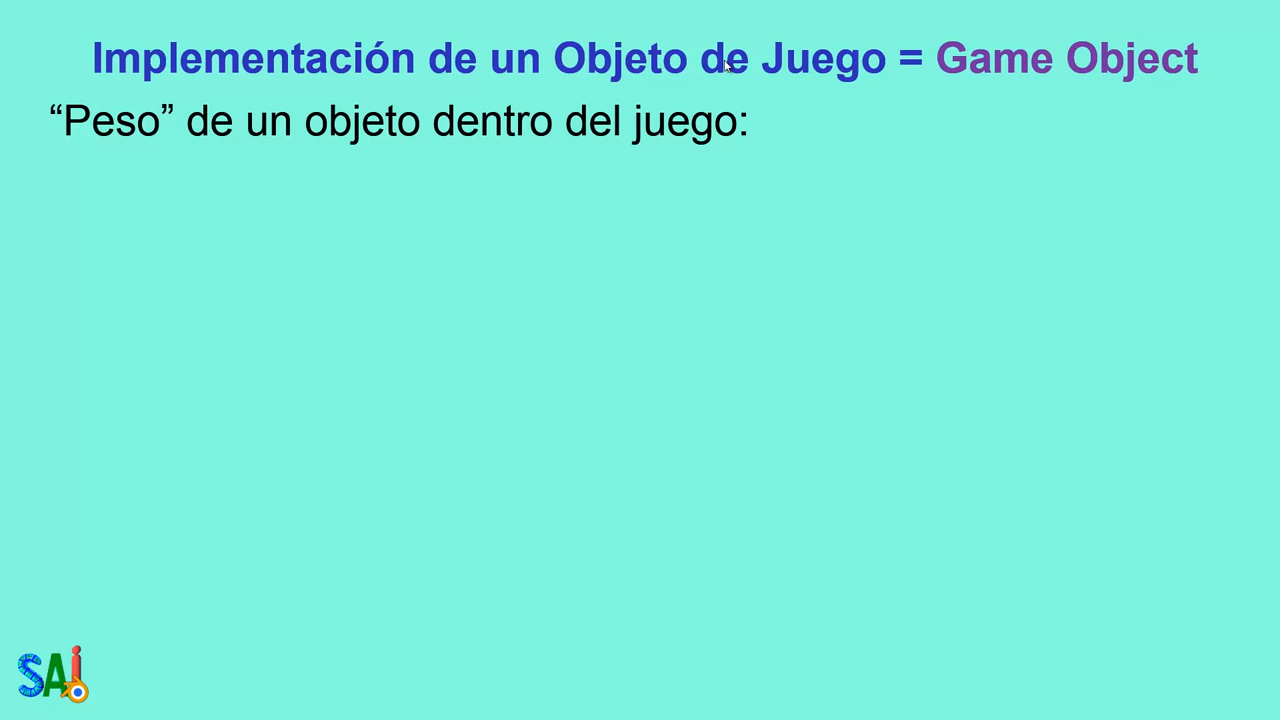 Implementación de un Objeto de Juego = Game Object
“Peso” de un objeto dentro del juego:
SAi